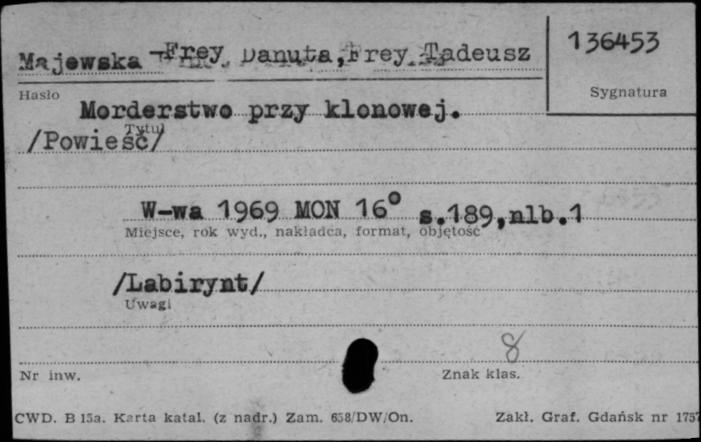 Majewska-Frey Danuta, Frey Tadeusz
136453
Hasło
Sygnatura
Morderstwo przy klonowej.
Tytuł
/Powieść/
W-wa 1969 MON 16° s.189,nlb.1
Miejsce, rok wyd., nakładca, format, objętość
/Labirynt/
Uwagi
8
Nr inw.
Znak klas.
CWD. B 15a. Karta katal. (z nadr.) Zam. 658/DW/On.
Zakł. Graf. Gdańsk nr 1757